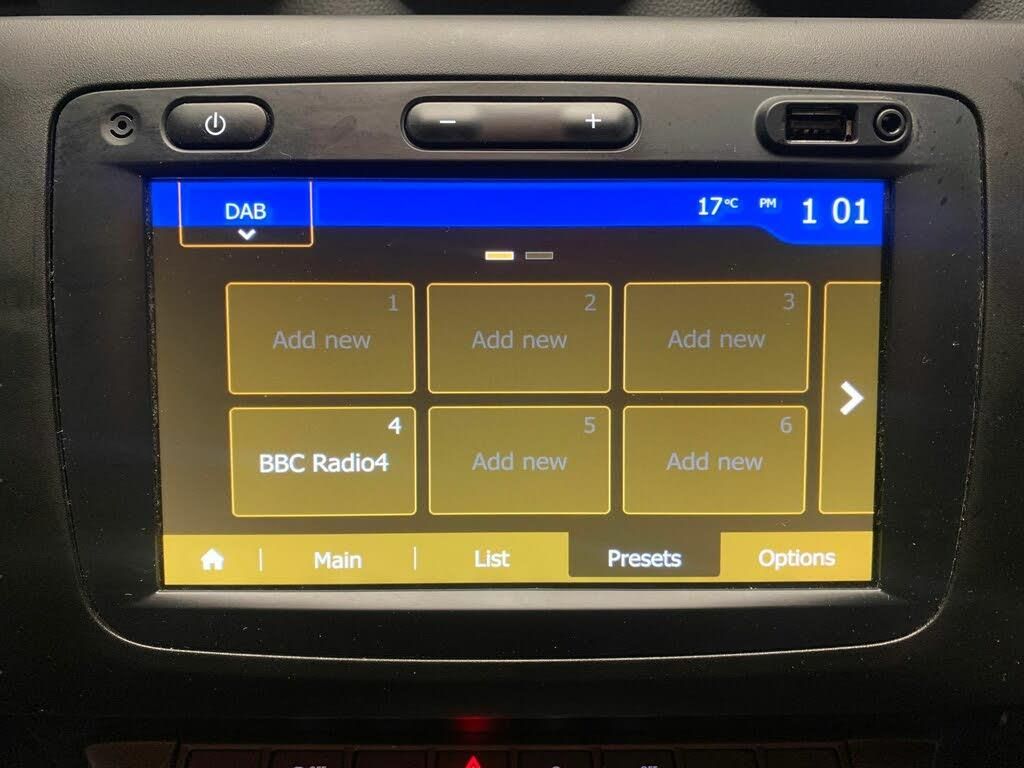 DAB
17°C PM 1 01
1 2 3
Add new Add new Add new
4 5 6
BBC Radio4 Add new Add new
Main List Presets Options